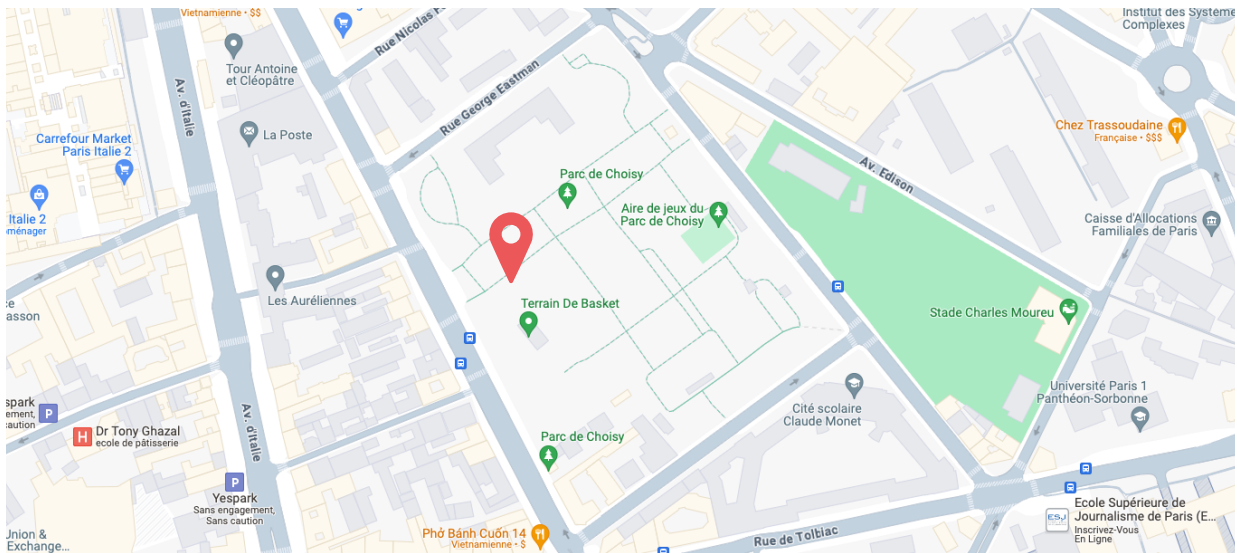 Vietnamienne • $$
Tour Antoine
et Cléopâtre
Rue Nicolas
Institut des Système
Complexes
Av. d'Italie
Rue George Eastman
La Poste
Carrefour Market
Paris Italie 2
Chez Trassoudaine
Française • $$$
Parc de Choisy
Av. Edison
Italie 2
Aire de jeux du
Parc de Choisy
Caisse d'Allocations
Familiales de Paris
Les Auréliennes
Terrain De Basket
Stade Charles Moureu
Université Paris 1
Panthéon-Sorbonne
Cité scolaire
Claude Monet
P
H
Dr Tony Ghazal
ecole de pâtisserie
Av. d'Italie
Parc de Choisy
P
Yespark
Sans engagement,
Sans caution
ESJ
Ecole Supérieure de
Journalisme de Paris (E...
Inscrivez-Vous
En Ligne
Phở Bánh Cuốn 14
Vietnamienne • $
Rue de Tolbiac
Union &
Exchange...